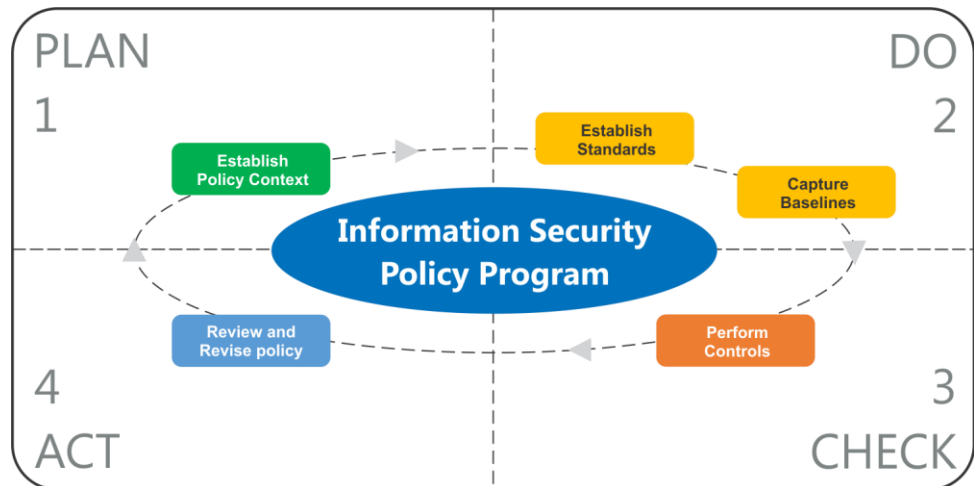 PLAN
1
DO
2
Establish
Policy Context
Establish
Standards
Capture
Baselines
Information Security
Policy Program
Review and
Revise policy
Perform
Controls
4
ACT
3
CHECK